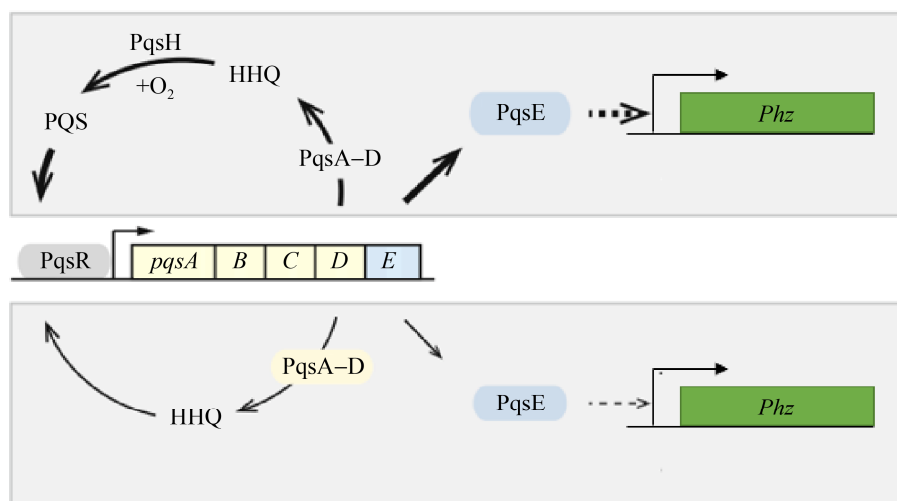 PqsH
+O₂
HHQ
PQS
PqsA–D
PqsE
Phz
PqsR
pqsA B C D E
PqsA–D
HHQ
PqsE
Phz